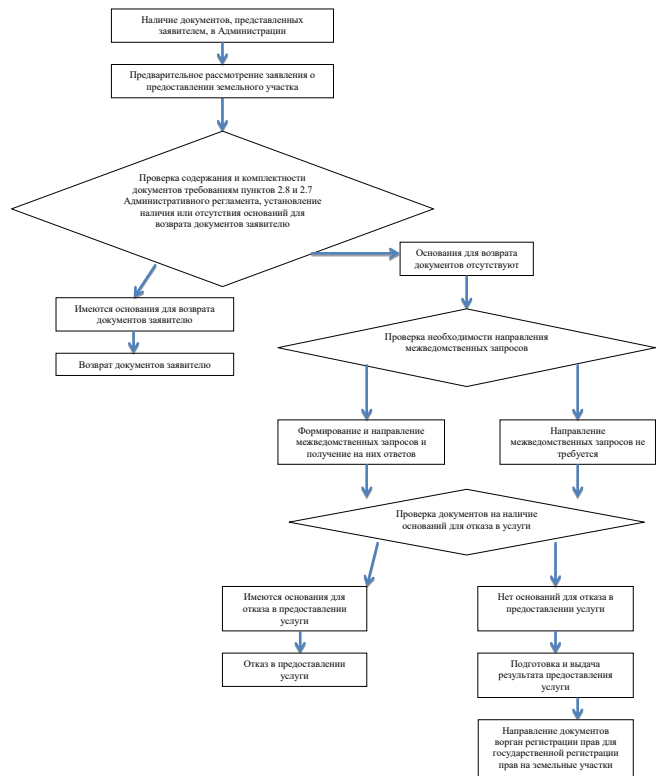 Наличие документов, представленных
заявителем, в Администрации
Предварительное рассмотрение заявления о
предоставлении земельного участка
Проверка содержания и комплектности
документов требованиям пунктов 2.8 и 2.7
Административного регламента, установление
наличия или отсутствия оснований для
возврата документов заявителю
Основания для возврата
документов отсутствуют
Имеются основания для возврата
документов заявителю
Возврат документов заявителю
Проверка необходимости направления
межведомственных запросов
Формирование и направление
межведомственных запросов и
получение на них ответов
Направление
межведомственных запросов не
требуется
Проверка документов на наличие
оснований для отказа в услуги
Имеются основания для
отказа в предоставлении
услуги
Нет оснований для отказа в
предоставлении услуги
Отказ в предоставлении
услуги
Подготовка и выдача
результата предоставления
услуги
Направление документов
ворган регистрации прав для
государственной регистрации
прав на земельные участки